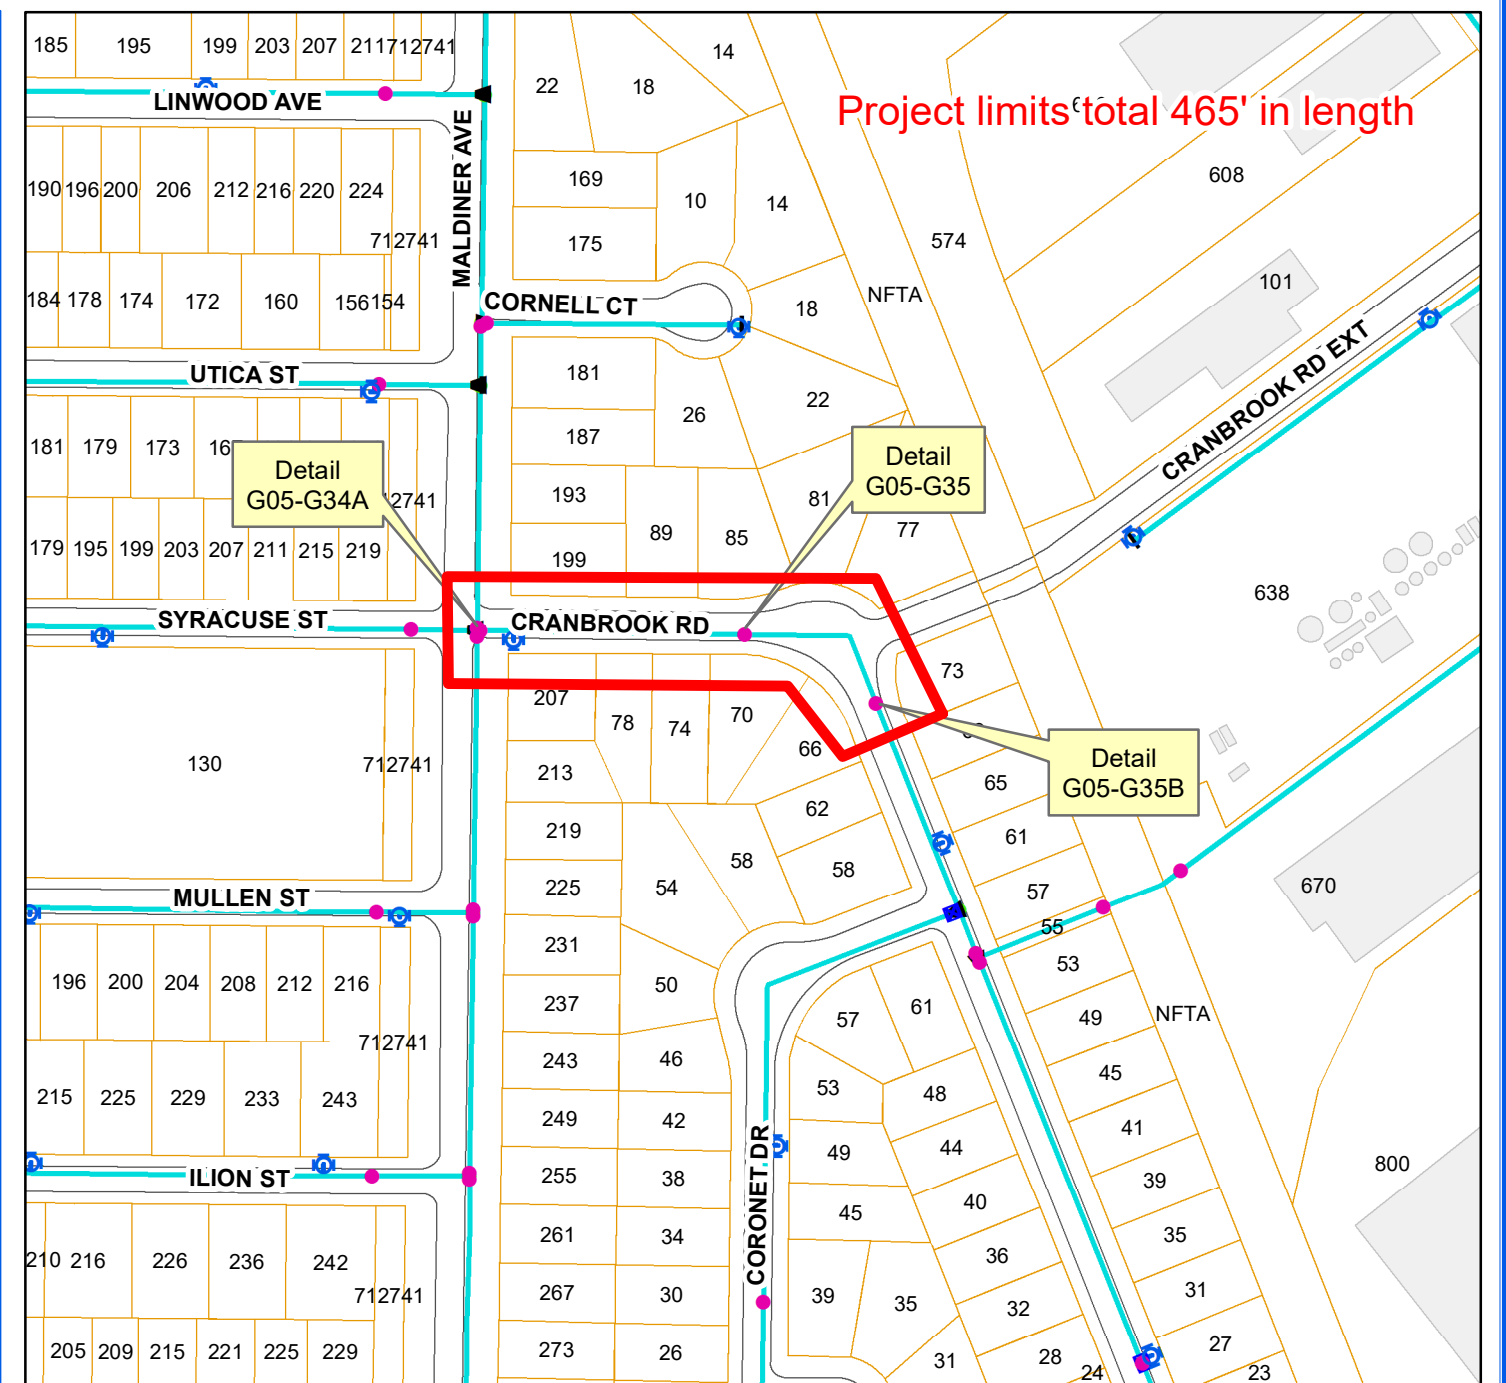 185 195 199 203 207 211 712741
LINWOOD AVE
MALDINER AVE
22 18 14
Project limits total 465' in length
608
190 196 200 206 212 216 220 224
712741
169
10 14
175
574
NFTA
101
184 178 174 172 160 156 154
CORNELL CT
18
UTICA ST
181
26 22
187
CRANBROOK RD EXT
181 179 173
Detail
G05-G34A
Detail
G05-G35
193
89 85 81 77
199
179 195 199 203 207 211 215 219
638
SYRACUSE ST
CRANBROOK RD
207 78 74 70 66
73
65
130
712741
213
62
61
Detail
G05-G35B
219
58 58
57
225 54
55
670
MULLEN ST
231
53
196 200 204 208 212 216
712741
237 50
57 61
49
NFTA
243 46
45
215 225 229 233 243
53 48
249 42
41
CORONET DR
49 44
800
ILION ST
255 38
39
45 40
261 34
35
210 216 226 236 242
712741
36
267 30
39 35 32
31
205 209 215 221 225 229
273 26
31 28 24
27
23